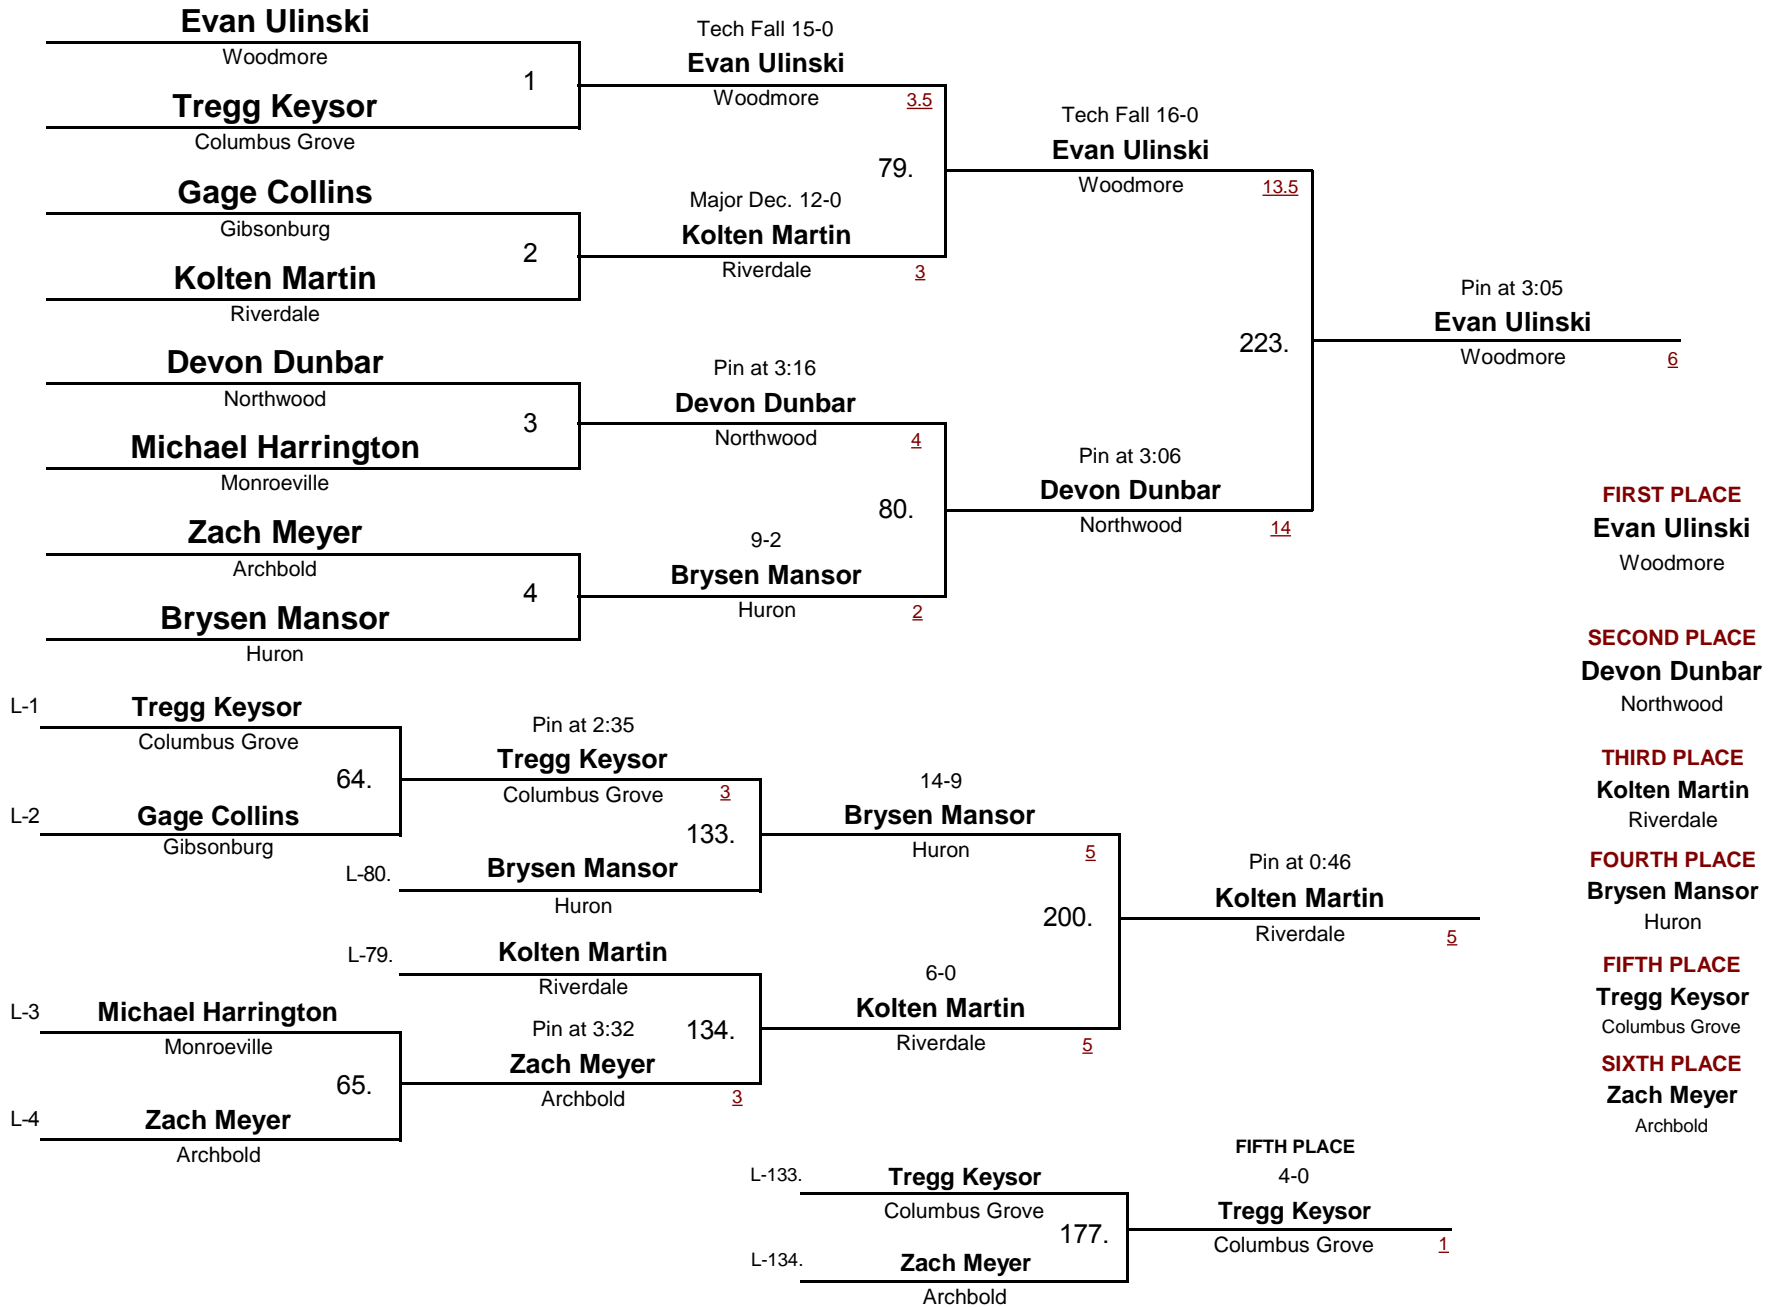 Evan Ulinski
Woodmore
1
Tregg Keysor
Columbus Grove
Gage Collins
Gibsonburg
2
Kolten Martin
Riverdale
Devon Dunbar
Northwood
3
Michael Harrington
Monroeville
Zach Meyer
Archbold
4
Brysen Mansor
Huron
Tech Fall 15-0
Evan Ulinski
Woodmore 3.5
79.
Major Dec. 12-0
Kolten Martin
Riverdale 3
Pin at 3:16
Devon Dunbar
Northwood 4
80.
9-2
Brysen Mansor
Huron 2
Tech Fall 16-0
Evan Ulinski
Woodmore 13.5
223.
Pin at 3:06
Devon Dunbar
Northwood 14
Pin at 3:05
Evan Ulinski
Woodmore 6
L-1 Tregg Keysor
Columbus Grove
64.
L-2 Gage Collins
Gibsonburg
L-3 Michael Harrington
Monroeville
65.
L-4 Zach Meyer
Archbold
Pin at 2:35
Tregg Keysor
Columbus Grove 3
133.
L-80. Brysen Mansor
Huron
L-79. Kolten Martin
Riverdale
Pin at 3:32 134.
Zach Meyer
Archbold 3
14-9
Brysen Mansor
Huron 5
200.
6-0
Kolten Martin
Riverdale 5
Pin at 0:46
Kolten Martin
Riverdale 5
L-133. Tregg Keysor
Columbus Grove
177.
L-134. Zach Meyer
Archbold
FIFTH PLACE
4-0
Tregg Keysor
Columbus Grove 1
FIRST PLACE
Evan Ulinski
Woodmore
SECOND PLACE
Devon Dunbar
Northwood
THIRD PLACE
Kolten Martin
Riverdale
FOURTH PLACE
Brysen Mansor
Huron
FIFTH PLACE
Tregg Keysor
Columbus Grove
SIXTH PLACE
Zach Meyer
Archbold